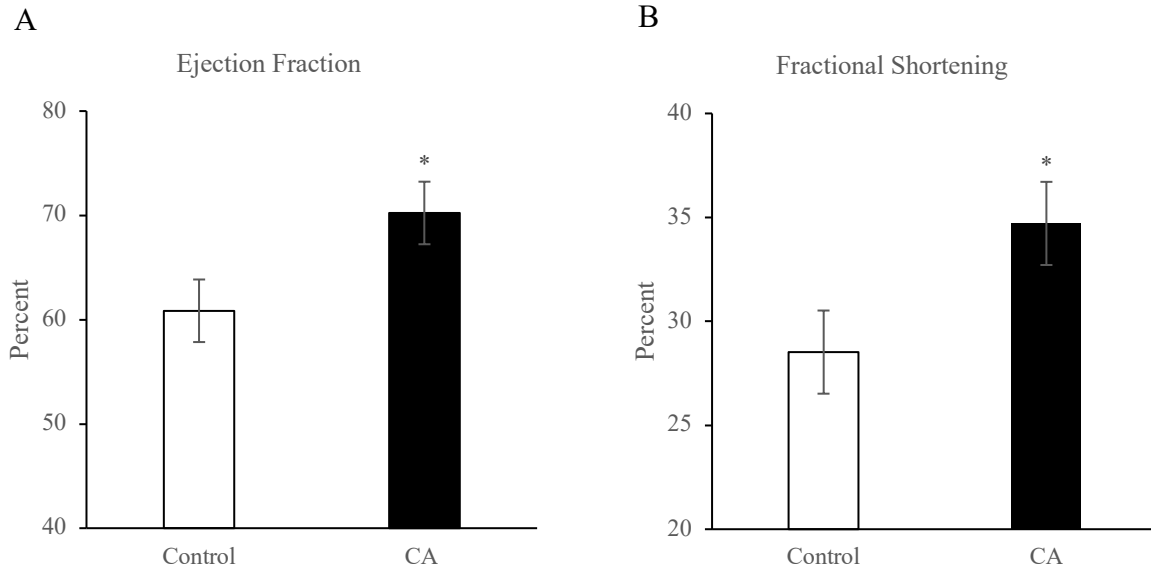 A
Ejection Fraction
80
70
60
50
40
Percent
*
Control
CA
B
Fractional Shortening
40
35
30
25
20
Percent
*
Control
CA